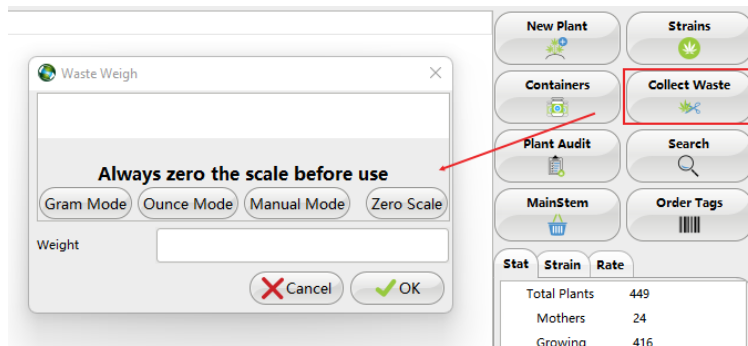 New Plant
Strains
Waste Weigh
Containers
Collect Waste
Always zero the scale before use
Plant Audit
Search
Gram Mode
Ounce Mode
Manual Mode
Zero Scale
MainStem
Order Tags
Weight
Cancel
OK
Stat
Strain
Rate
Total Plants 449
Mothers 24
Growing 416